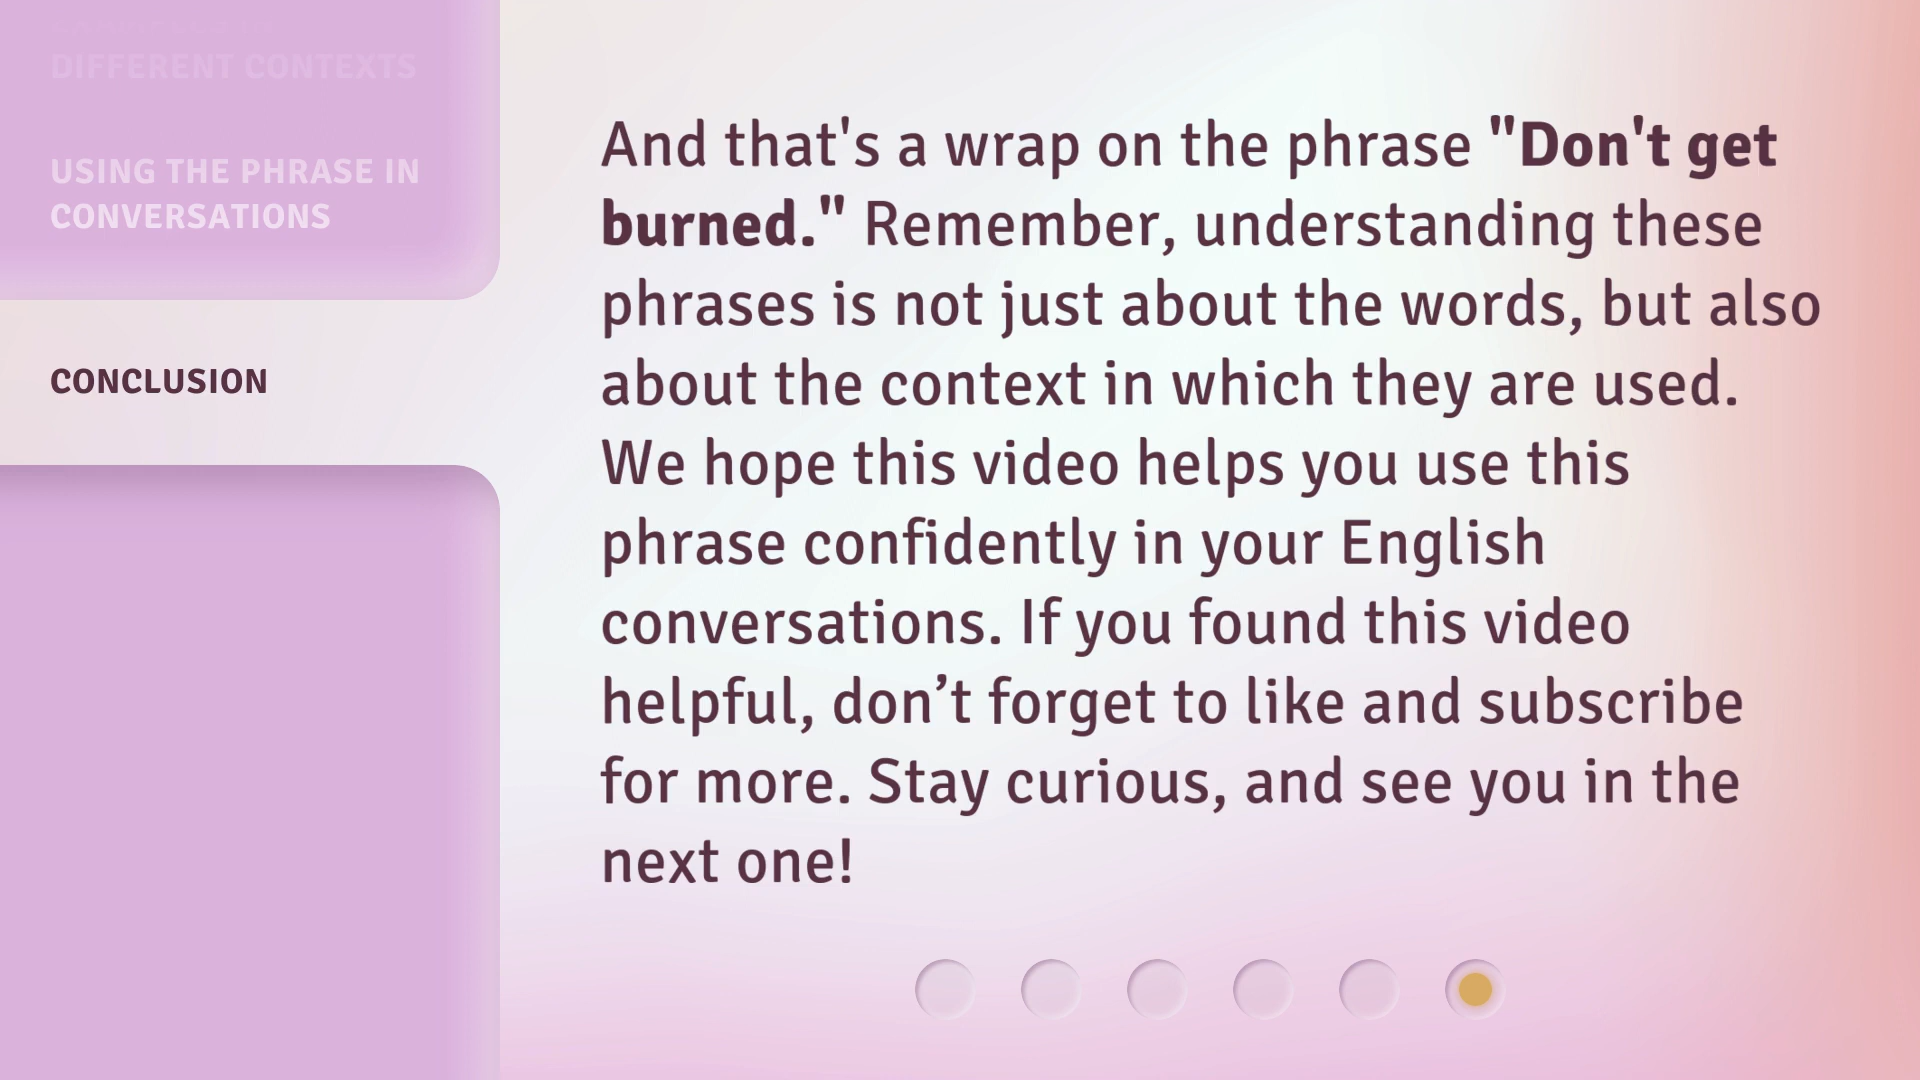 DIFFERENT CONTEXTS
USING THE PHRASE IN
CONVERSATIONS
CONCLUSION
And that's a wrap on the phrase "Don't get
burned." Remember, understanding these
phrases is not just about the words, but also
about the context in which they are used.
We hope this video helps you use this
phrase confidently in your English
conversations. If you found this video
helpful, don’t forget to like and subscribe
for more. Stay curious, and see you in the
next one!